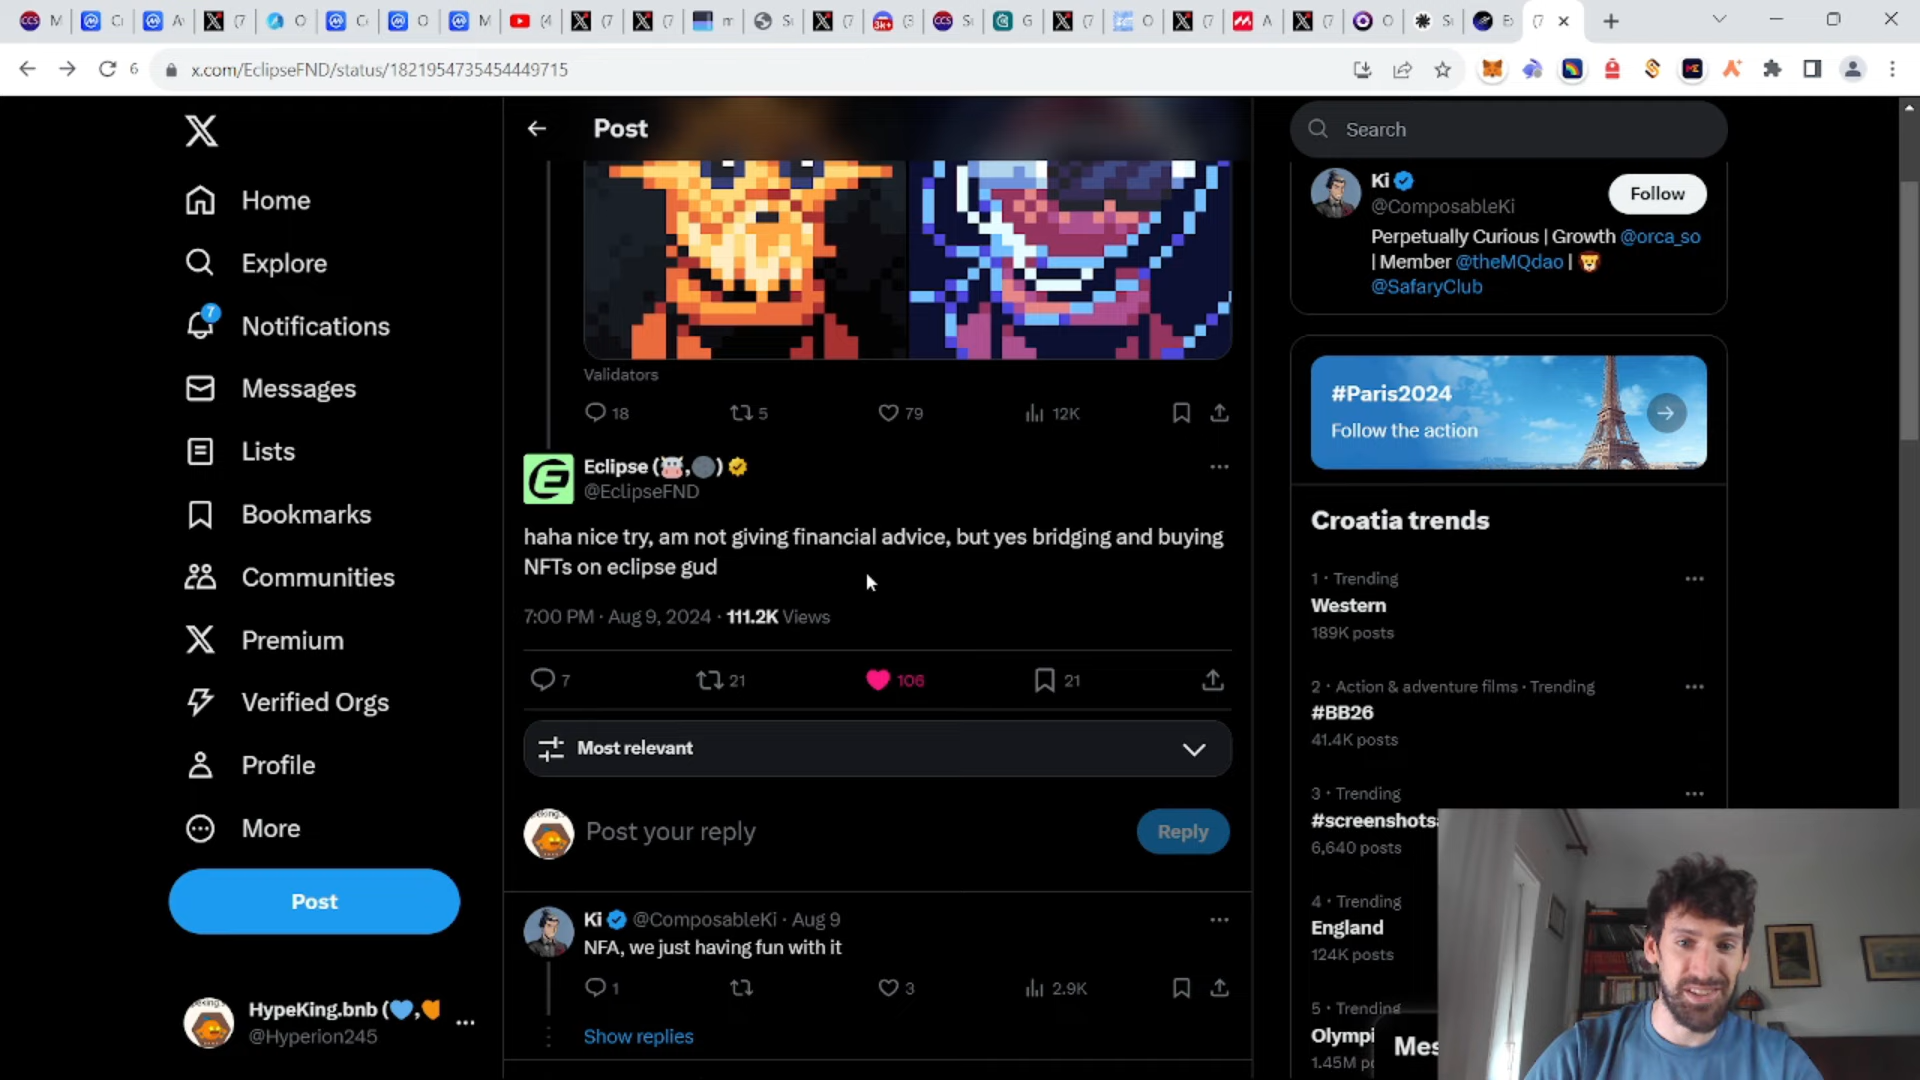 6
x.com/EclipseFND/status/1821954735454449715
Home
Explore
7
Notifications
Messages
Lists
Bookmarks
Communities
Premium
Verified Orgs
Profile
More
Post
HypeKing.bnb (💙,🧡
@Hyperion245
Post
Validators
18 5 79 12K
Eclipse (🐮,🌑)
@EclipseFND
haha nice try, am not giving financial advice, but yes bridging and buying
NFTs on eclipse gud
7:00 PM · Aug 9, 2024 · 111.2K Views
7 21 106 21
Most relevant
Post your reply
Reply
Ki @ComposableKi · Aug 9
NFA, we just having fun with it
1 3 2.9K
Show replies
Search
Ki
@ComposableKi
Follow
Perpetually Curious | Growth @orca_so
| Member @theMQdao | 🦁
@SafaryClub
#Paris2024
Follow the action
Croatia trends
1 · Trending
Western
189K posts
2 · Action & adventure films · Trending
#BB26
41.4K posts
3 · Trending
#screenshots
6,640 posts
4 · Trending
England
124K posts
5 · Trending
Olympi
1.45M
Mes